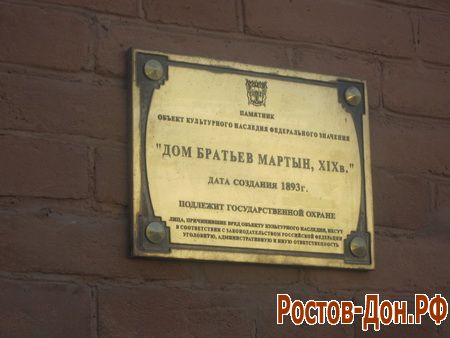 ПАМЯТНИК
ОБЪЕКТ КУЛЬТУРНОГО НАСЛЕДИЯ ФЕДЕРАЛЬНОГО ЗНАЧЕНИЯ
"ДОМ БРАТЬЕВ МАРТЫН, XIXв."
ДАТА СОЗДАНИЯ 1893г.
ПОДЛЕЖИТ ГОСУДАРСТВЕННОЙ ОХРАНЕ
ЛИЦА, ПРИЧИНИВШИЕ ВРЕД ОБЪЕКТУ КУЛЬТУРНОГО НАСЛЕДИЯ, НЕСУТ
В СООТВЕТСТВИИ С ЗАКОНОДАТЕЛЬСТВОМ РОССИЙСКОЙ ФЕДЕРАЦИИ
УГОЛОВНУЮ, АДМИНИСТРАТИВНУЮ И ИНУЮ ОТВЕТСТВЕННОСТЬ
Ростов-Дон.РФ